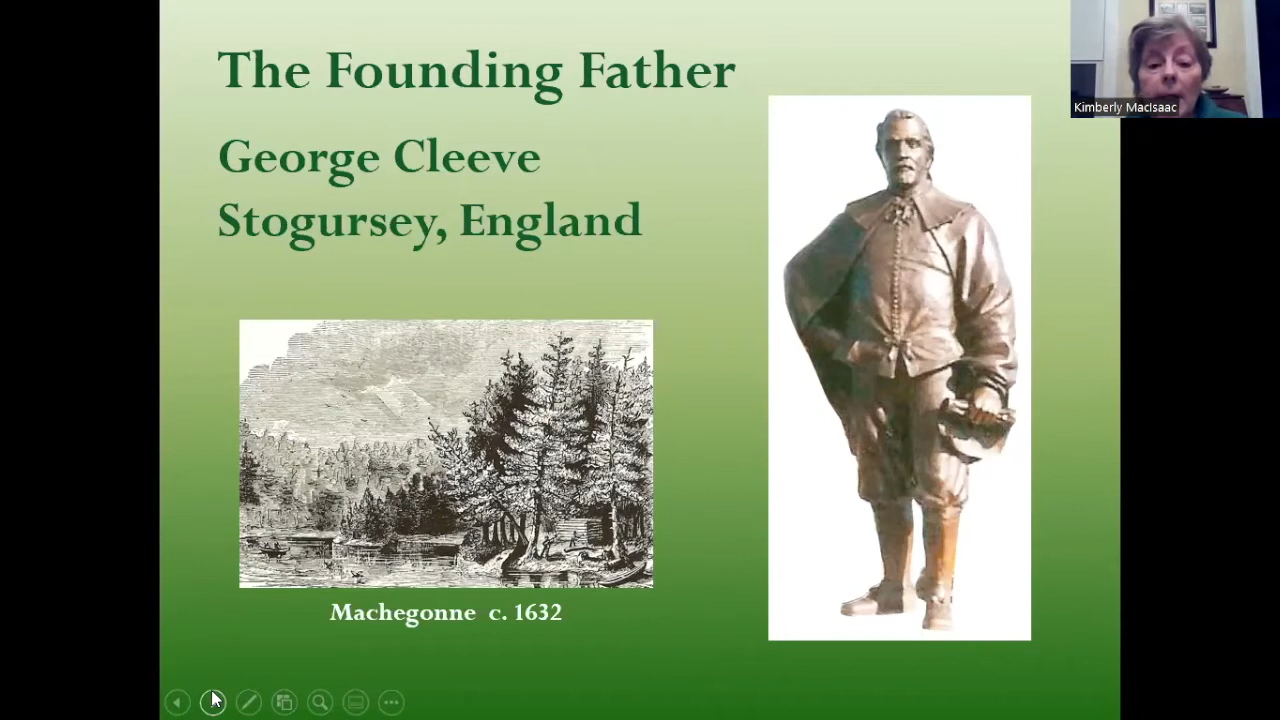 The Founding Father
George Cleeve
Stogursey, England
Machegonne c. 1632
Kimberly MacIsaac